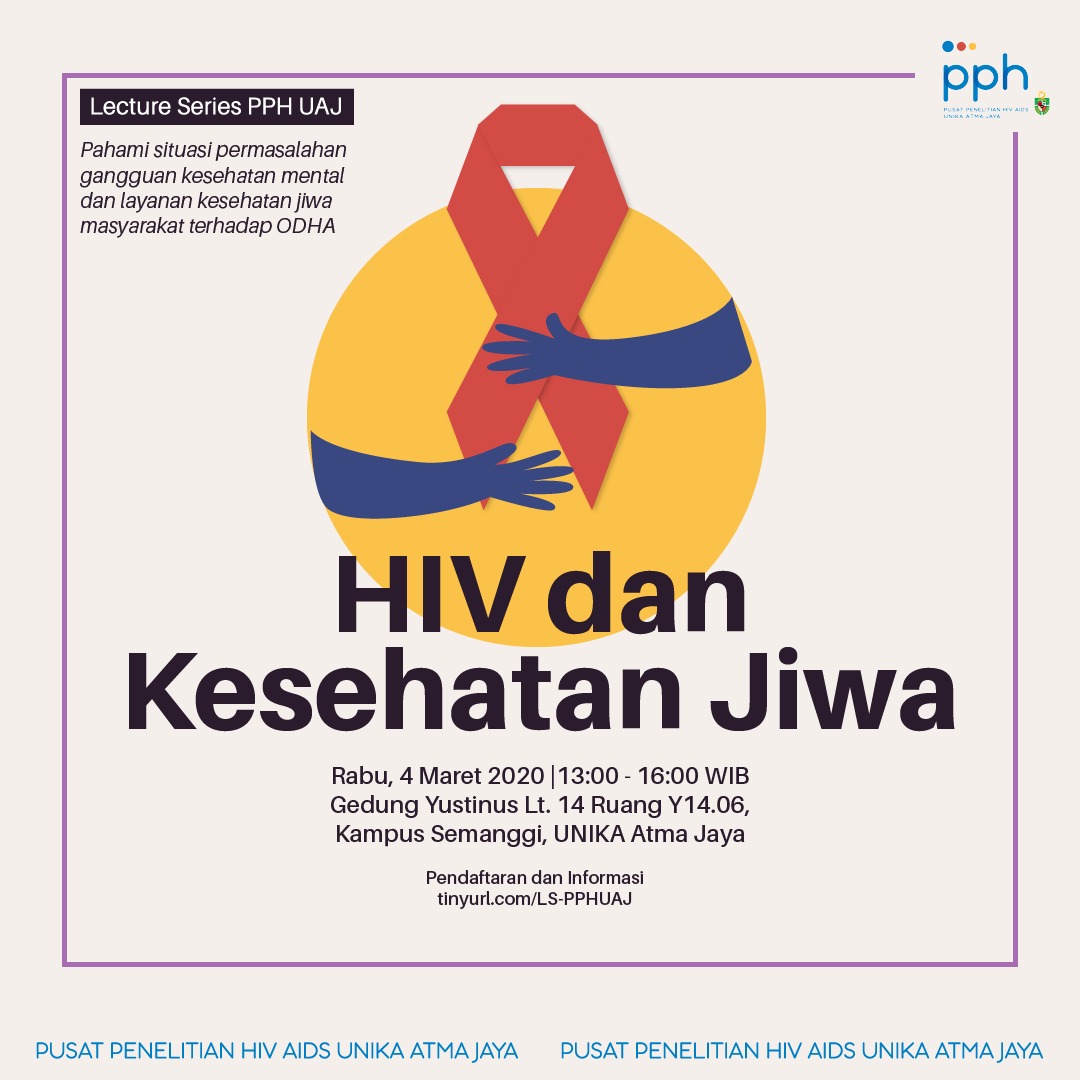 pph
PUSAT PENELITIAN HIV AIDS
UNIKA ATMA JAYA
Lecture Series PPH UAJ
Pahami situasi permasalahan
gangguan kesehatan mental
dan layanan kesehatan jiwa
masyarakat terhadap ODHA
HIV dan
Kesehatan Jiwa
Rabu, 4 Maret 2020 |13:00 - 16:00 WIB
Gedung Yustinus Lt. 14 Ruang Y14.06,
Kampus Semanggi, UNIKA Atma Jaya
Pendaftaran dan Informasi
tinyurl.com/LS-PPHUAJ
PUSAT PENELITIAN HIV AIDS UNIKA ATMA JAYA PUSAT PENELITIAN HIV AIDS UNIKA ATMA JAYA